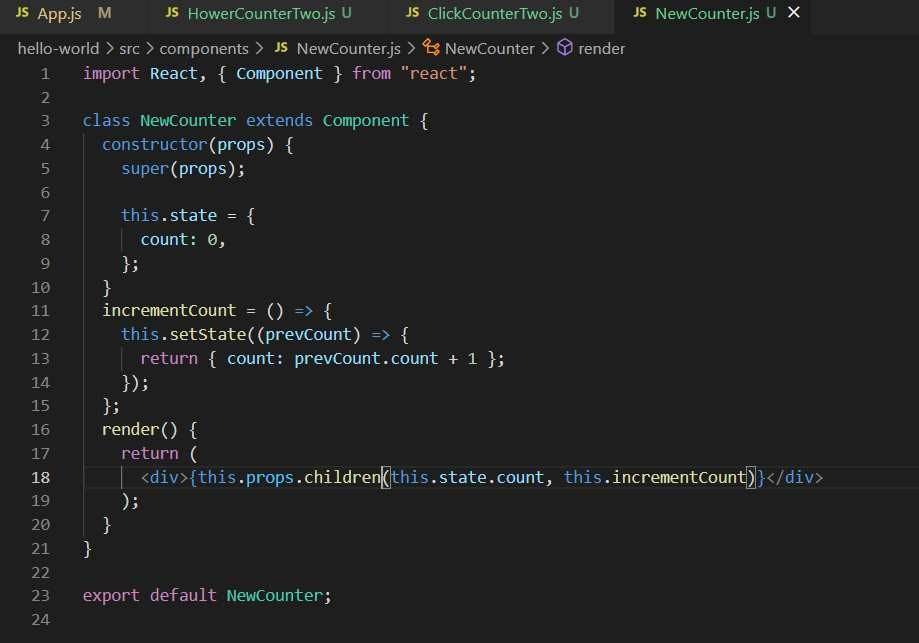 JS App.js M JS HowerCounterTwo.js U JS ClickCounterTwo.js U JS NewCounter.js U ×
hello-world > src > components > JS NewCounter.js > NewCounter > render
1 import React, { Component } from "react";
2
3 class NewCounter extends Component {
4 constructor(props) {
5 super(props);
6
7 this.state = {
8 count: 0,
9 };
10 }
11 incrementCount = () => {
12 this.setState((prevCount) => {
13 return { count: prevCount.count + 1 };
14 });
15 };
16 render() {
17 return (
18 <div>{this.props.children(this.state.count, this.incrementCount)}</div>
19 );
20 }
21 }
22
23 export default NewCounter;
24